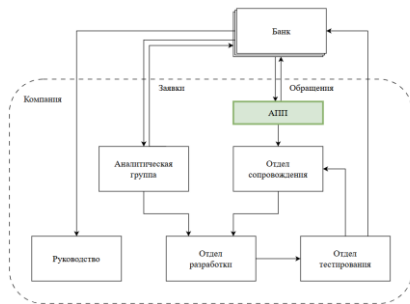 Банк
Компания
Заявки
Обращения
АПП
Аналитическая
группа
Отдел
сопровождения
Руководство
Отдел
разработки
Отдел
тестирования